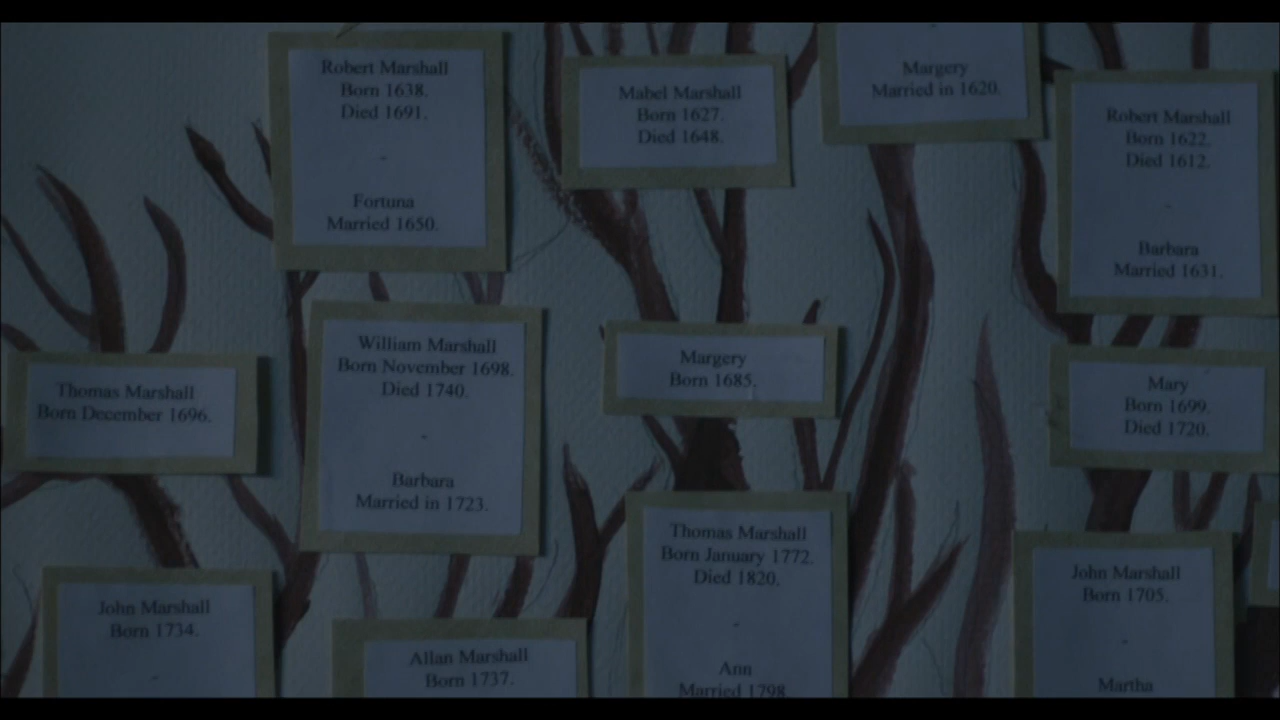 Robert Marshall
Born 1638.
Died 1691.
-
Fortuna
Married 1650.
Mabel Marshall
Born 1627.
Died 1648.
Margery
Married in 1620.
Robert Marshall
Born 1622.
Died 1612.
-
Barbara
Married 1631.
Thomas Marshall
Born December 1696.
William Marshall
Born November 1698.
Died 1740.
-
Barbara
Married in 1723.
Margery
Born 1685.
Mary
Born 1699.
Died 1720.
John Marshall
Born 1734.
Allan Marshall
Born 1737.
Thomas Marshall
Born January 1772.
Died 1820.
-
Ann
Married 1798
John Marshall
Born 1705.
-
Martha